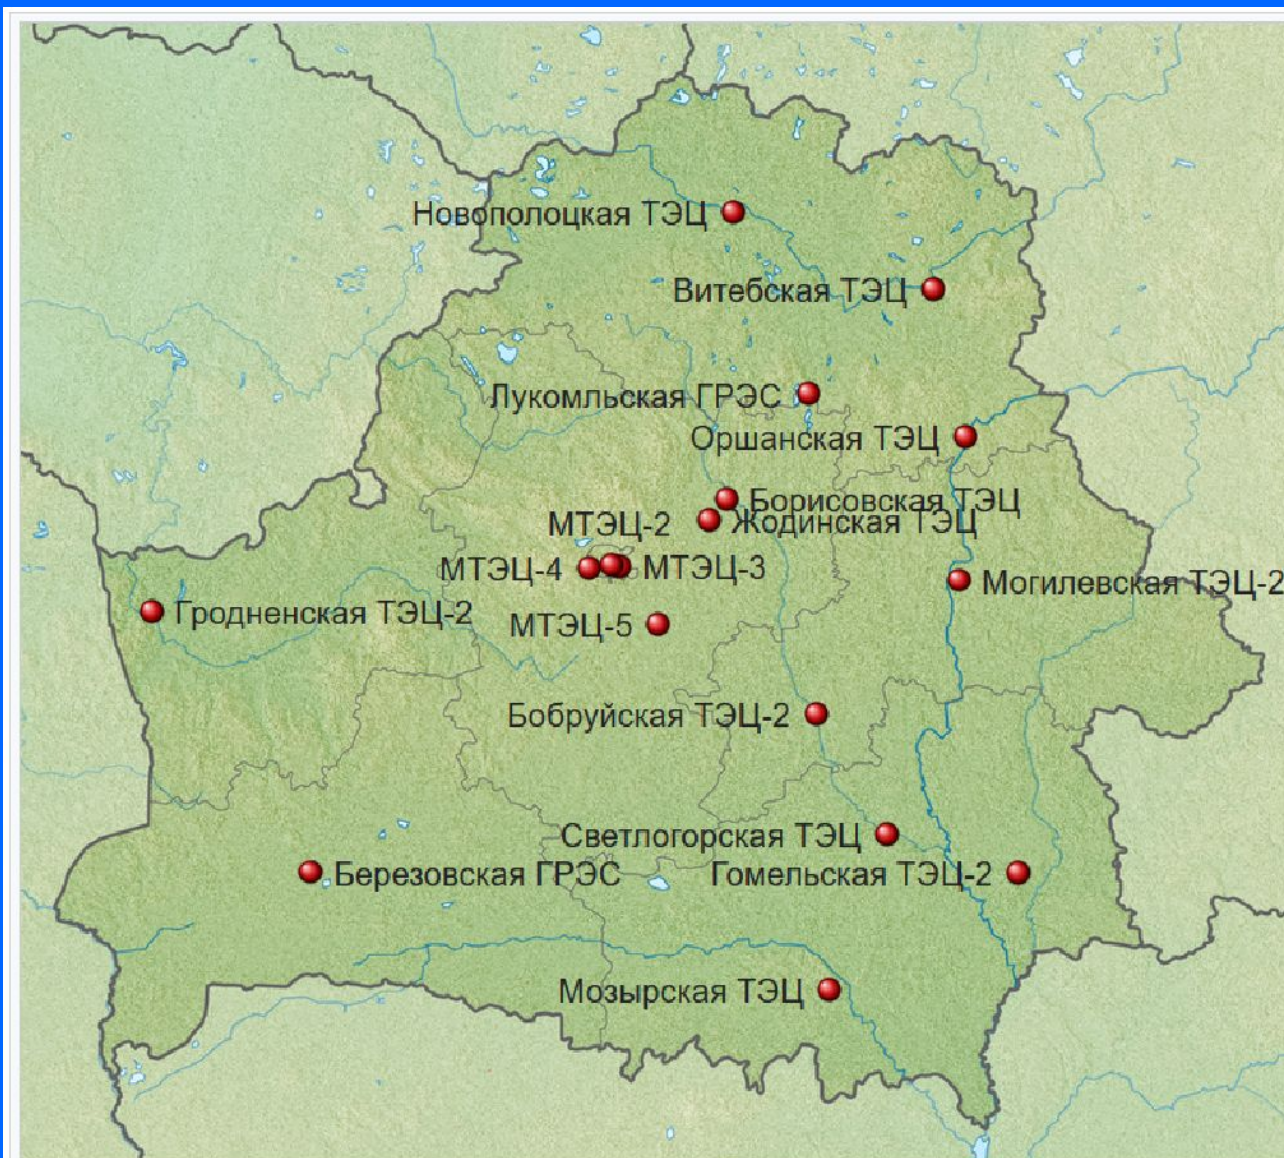 Новополоцкая ТЭЦ
Витебская ТЭЦ
Лукомльская ГРЭС
Оршанская ТЭЦ
Борисовская ТЭЦ
Жодинская ТЭЦ
МТЭЦ-2
МТЭЦ-4
МТЭЦ-3
Могилевская ТЭЦ-2
Гродненская ТЭЦ-2
МТЭЦ-5
Бобруйская ТЭЦ-2
Светлогорская ТЭЦ
Березовская ГРЭС
Гомельская ТЭЦ-2
Мозырская ТЭЦ